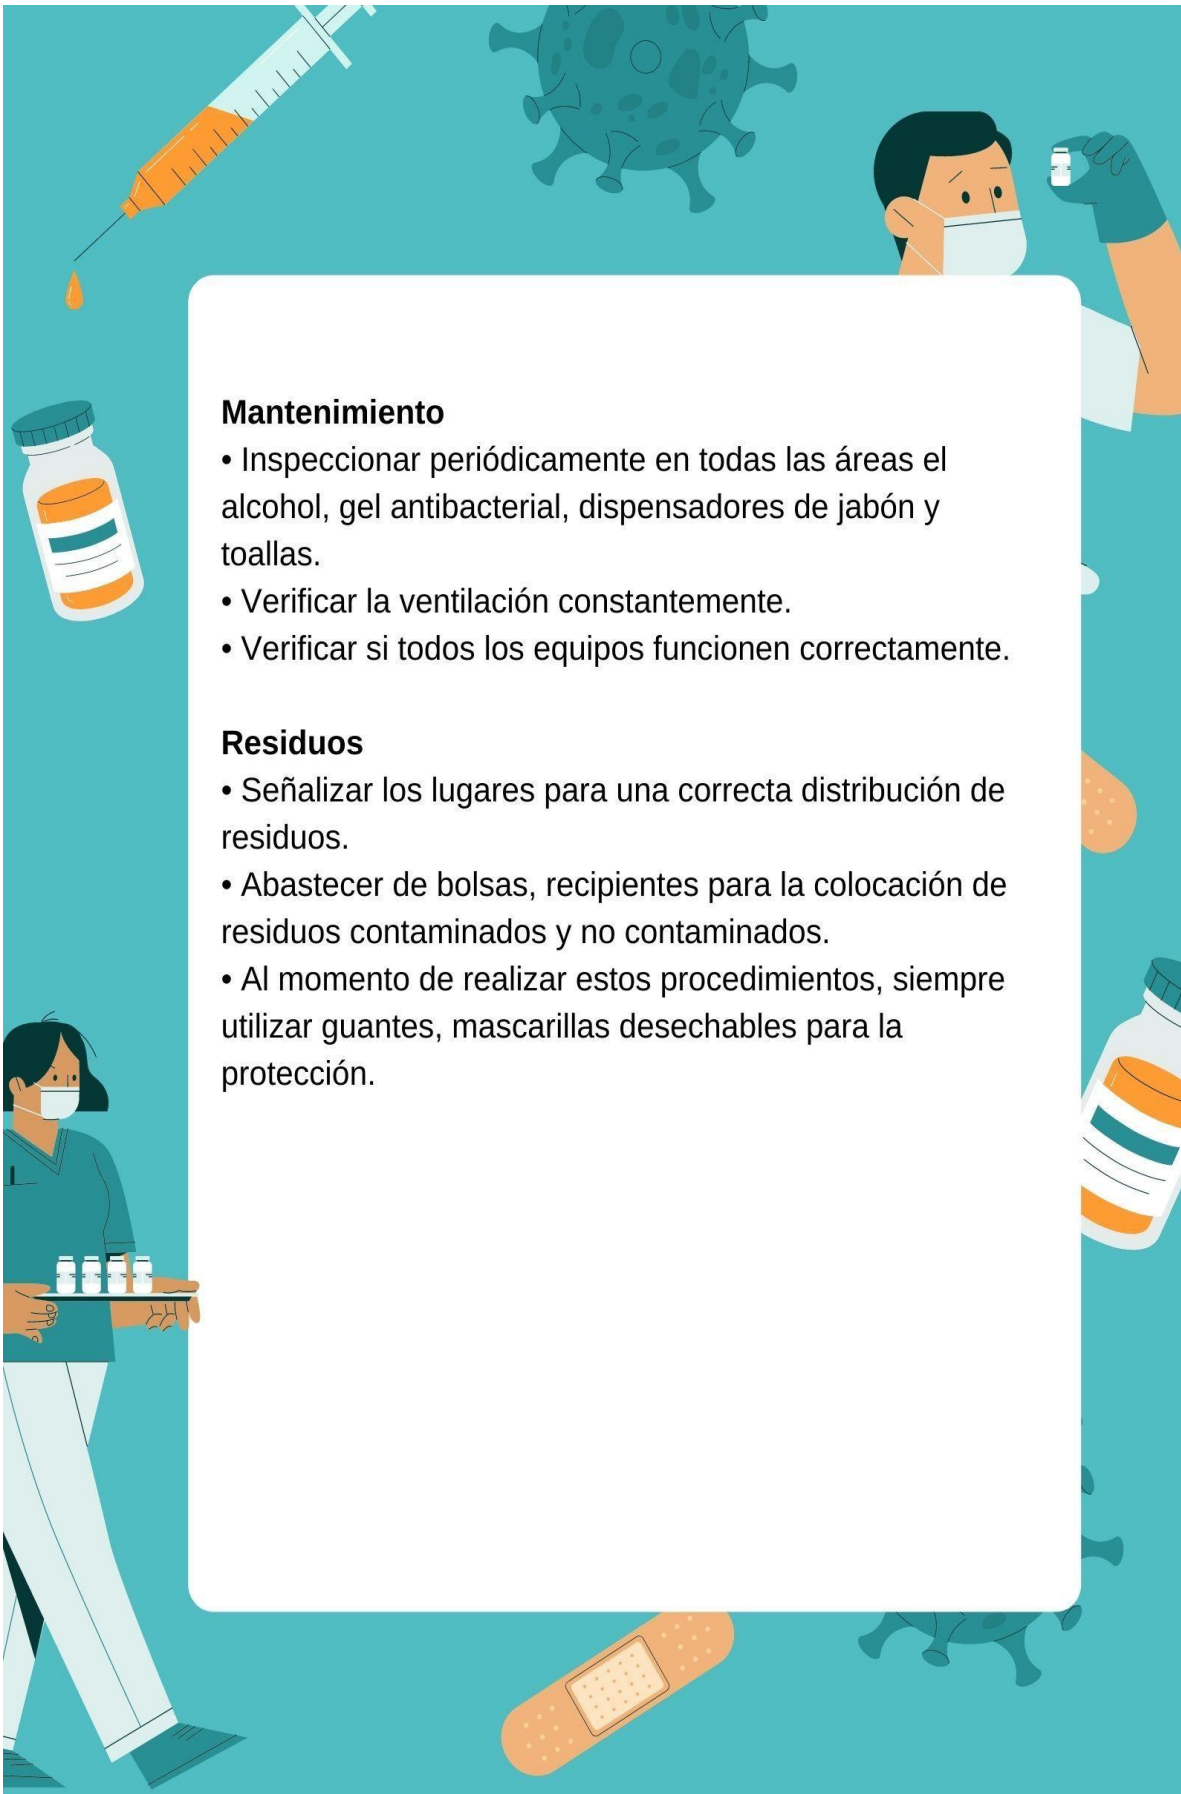 Mantenimiento
• Inspeccionar periódicamente en todas las áreas el
alcohol, gel antibacterial, dispensadores de jabón y
toallas.
• Verificar la ventilación constantemente.
• Verificar si todos los equipos funcionen correctamente.
Residuos
• Señalizar los lugares para una correcta distribución de
residuos.
• Abastecer de bolsas, recipientes para la colocación de
residuos contaminados y no contaminados.
• Al momento de realizar estos procedimientos, siempre
utilizar guantes, mascarillas desechables para la
protección.